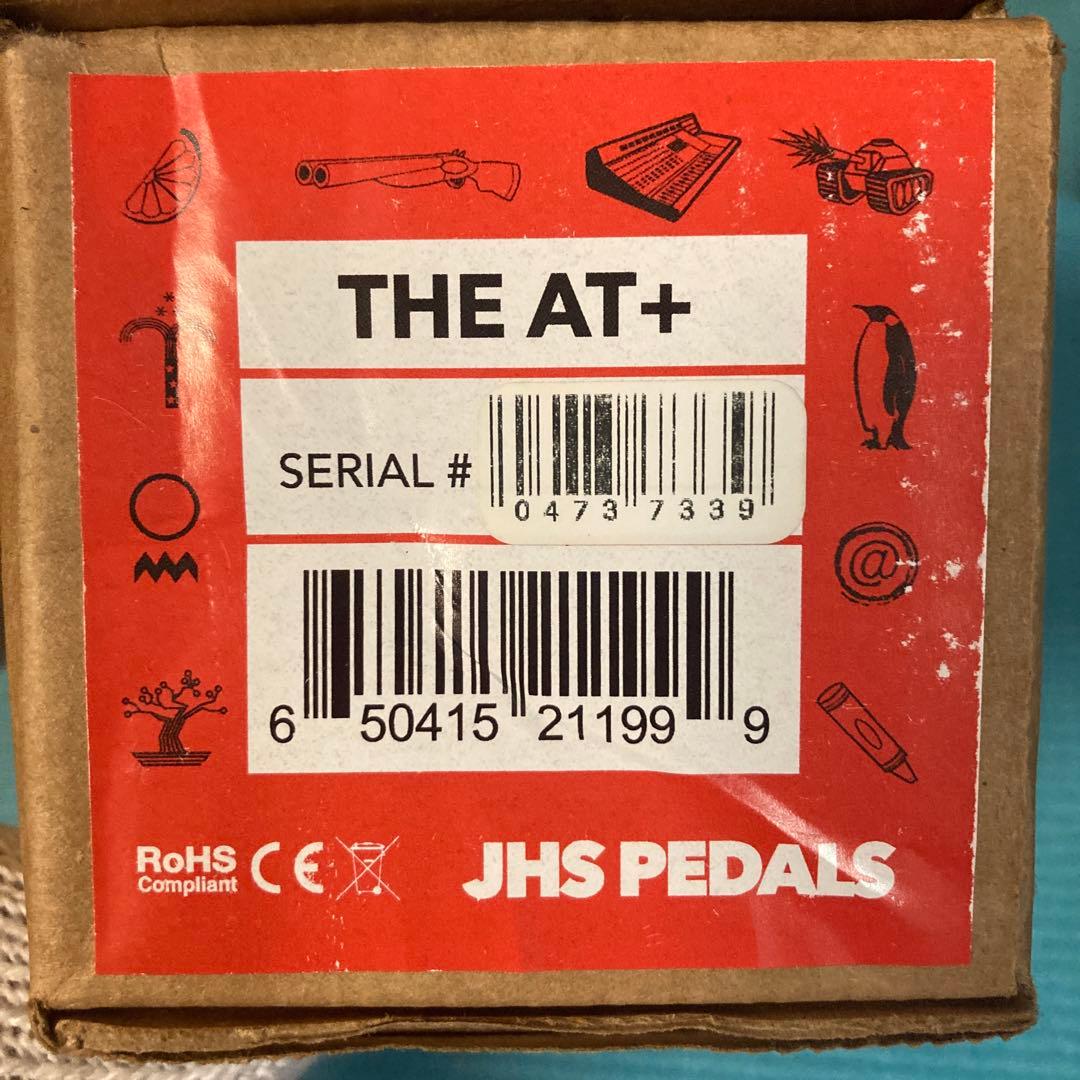 THE AT+
SERIAL #
0473 7339
@
6 50415 21199 9
RoHS
Compliant
CE
JHS PEDALS